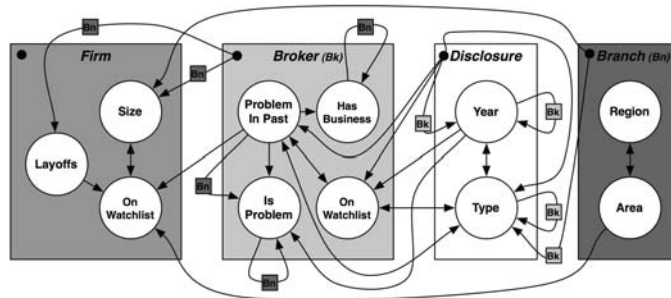 Bn
Firm
Broker (Bk)
Disclosure
Branch (Bn)
Bn
Bn
Size
Problem
In Past
Has
Business
Bk
Year
Bk
Region
Layoffs
On
Watchlist
Bn
Is
Problem
On
Watchlist
Type
Bk
Area
Bn
Bk